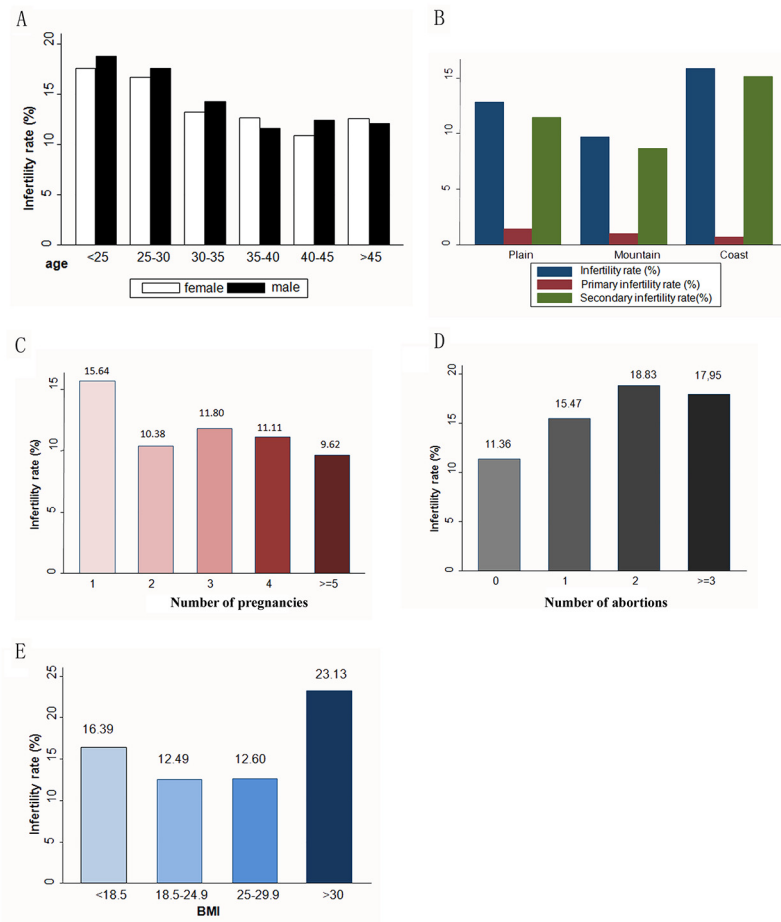 A
Infertility rate (%)
20
15
10
5
0
age
<25 25-30 30-35 35-40 40-45 >45
female male
B
Infertility rate (%)
15
10
5
0
Plain Mountain Coast
Infertility rate (%)
Primary infertility rate (%)
Secondary infertility rate(%)
C
Infertility rate (%)
15
10
5
0
15.64
10.38
11.80
11.11
9.62
1 2 3 4 >=5
Number of pregnancies
D
Infertility rate (%)
20
15
10
5
0
11.36
15.47
18.83
17,95
0 1 2 >=3
Number of abortions
E
Infertility rate (%)
25
20
15
10
5
0
16.39
12.49
12.60
23.13
<18.5 18.5-24.9 25-29.9 >30
BMI